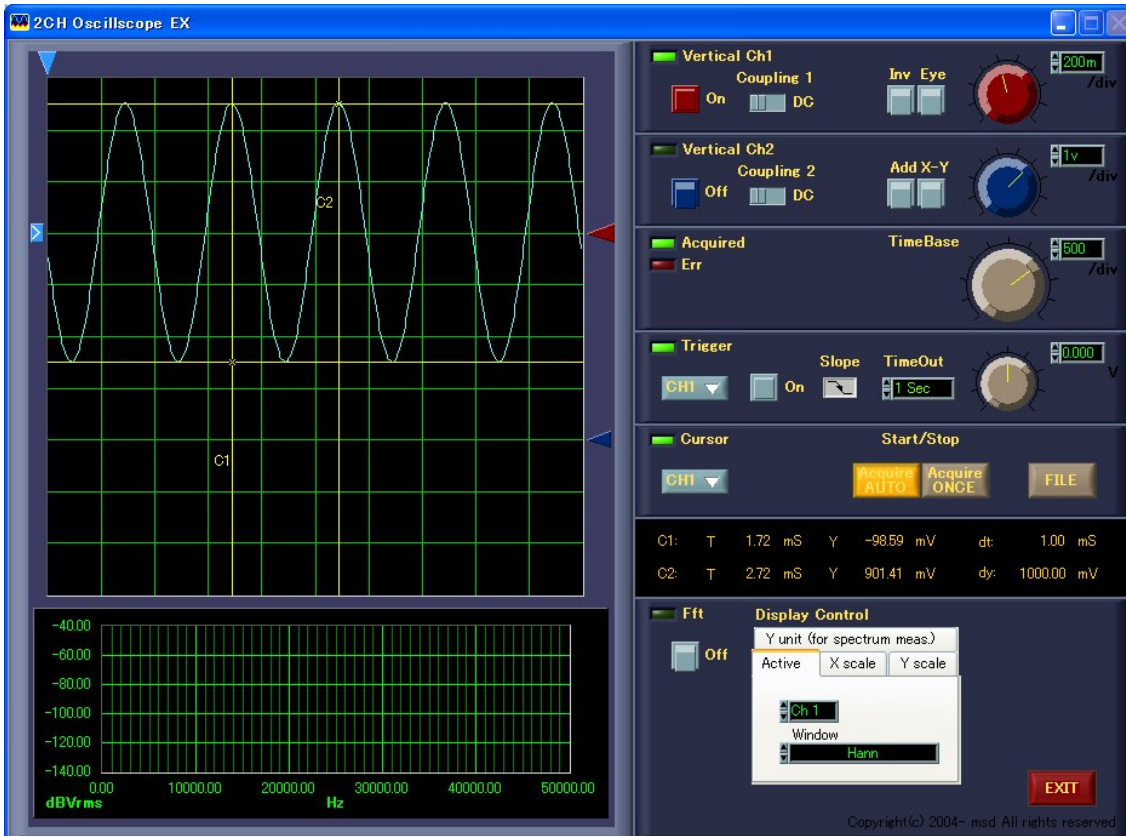 2CH Oscillscope EX
C2
C1
Vertical Ch1
Coupling 1
On
DC
Inv Eye
200m
/div
Vertical Ch2
Coupling 2
Off
DC
Add X-Y
1v
/div
Acquired
Err
TimeBase
500
/div
Trigger
CH1
On
Slope
TimeOut
1 Sec
0.000
V
Cursor
Start/Stop
CH1
Acquire AUTO
Acquire ONCE
FILE
C1: T 1.72 mS Y -98.59 mV dt: 1.00 mS
C2: T 2.72 mS Y 901.41 mV dy: 1000.00 mV
-40.00
-60.00
-80.00
-100.00
-120.00
-140.00
0.00 10000.00 20000.00 30000.00 40000.00 50000.00
dBVrms
Hz
Fft
Off
Display Control
Y unit (for spectrum meas.)
Active X scale Y scale
Ch 1
Window
Hann
EXIT
Copyright(c) 2004- msd All rights reserved